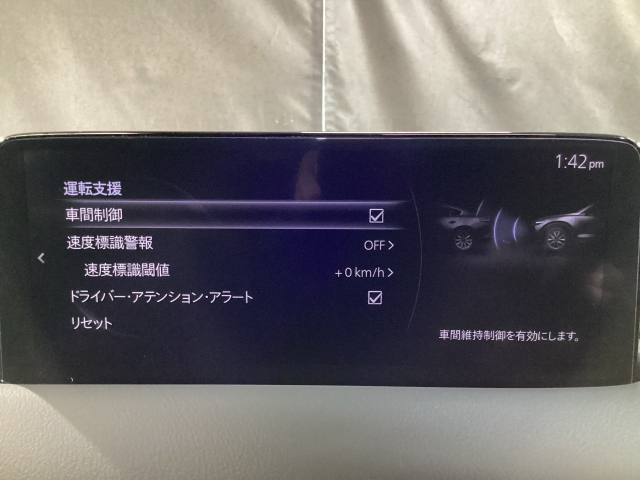 1:42pm
運転支援
車間制御
速度標識警報 OFF >
速度標識閾値 +0 km/h >
ドライバー・アテンション・アラート
リセット
車間維持制御を有効にします。